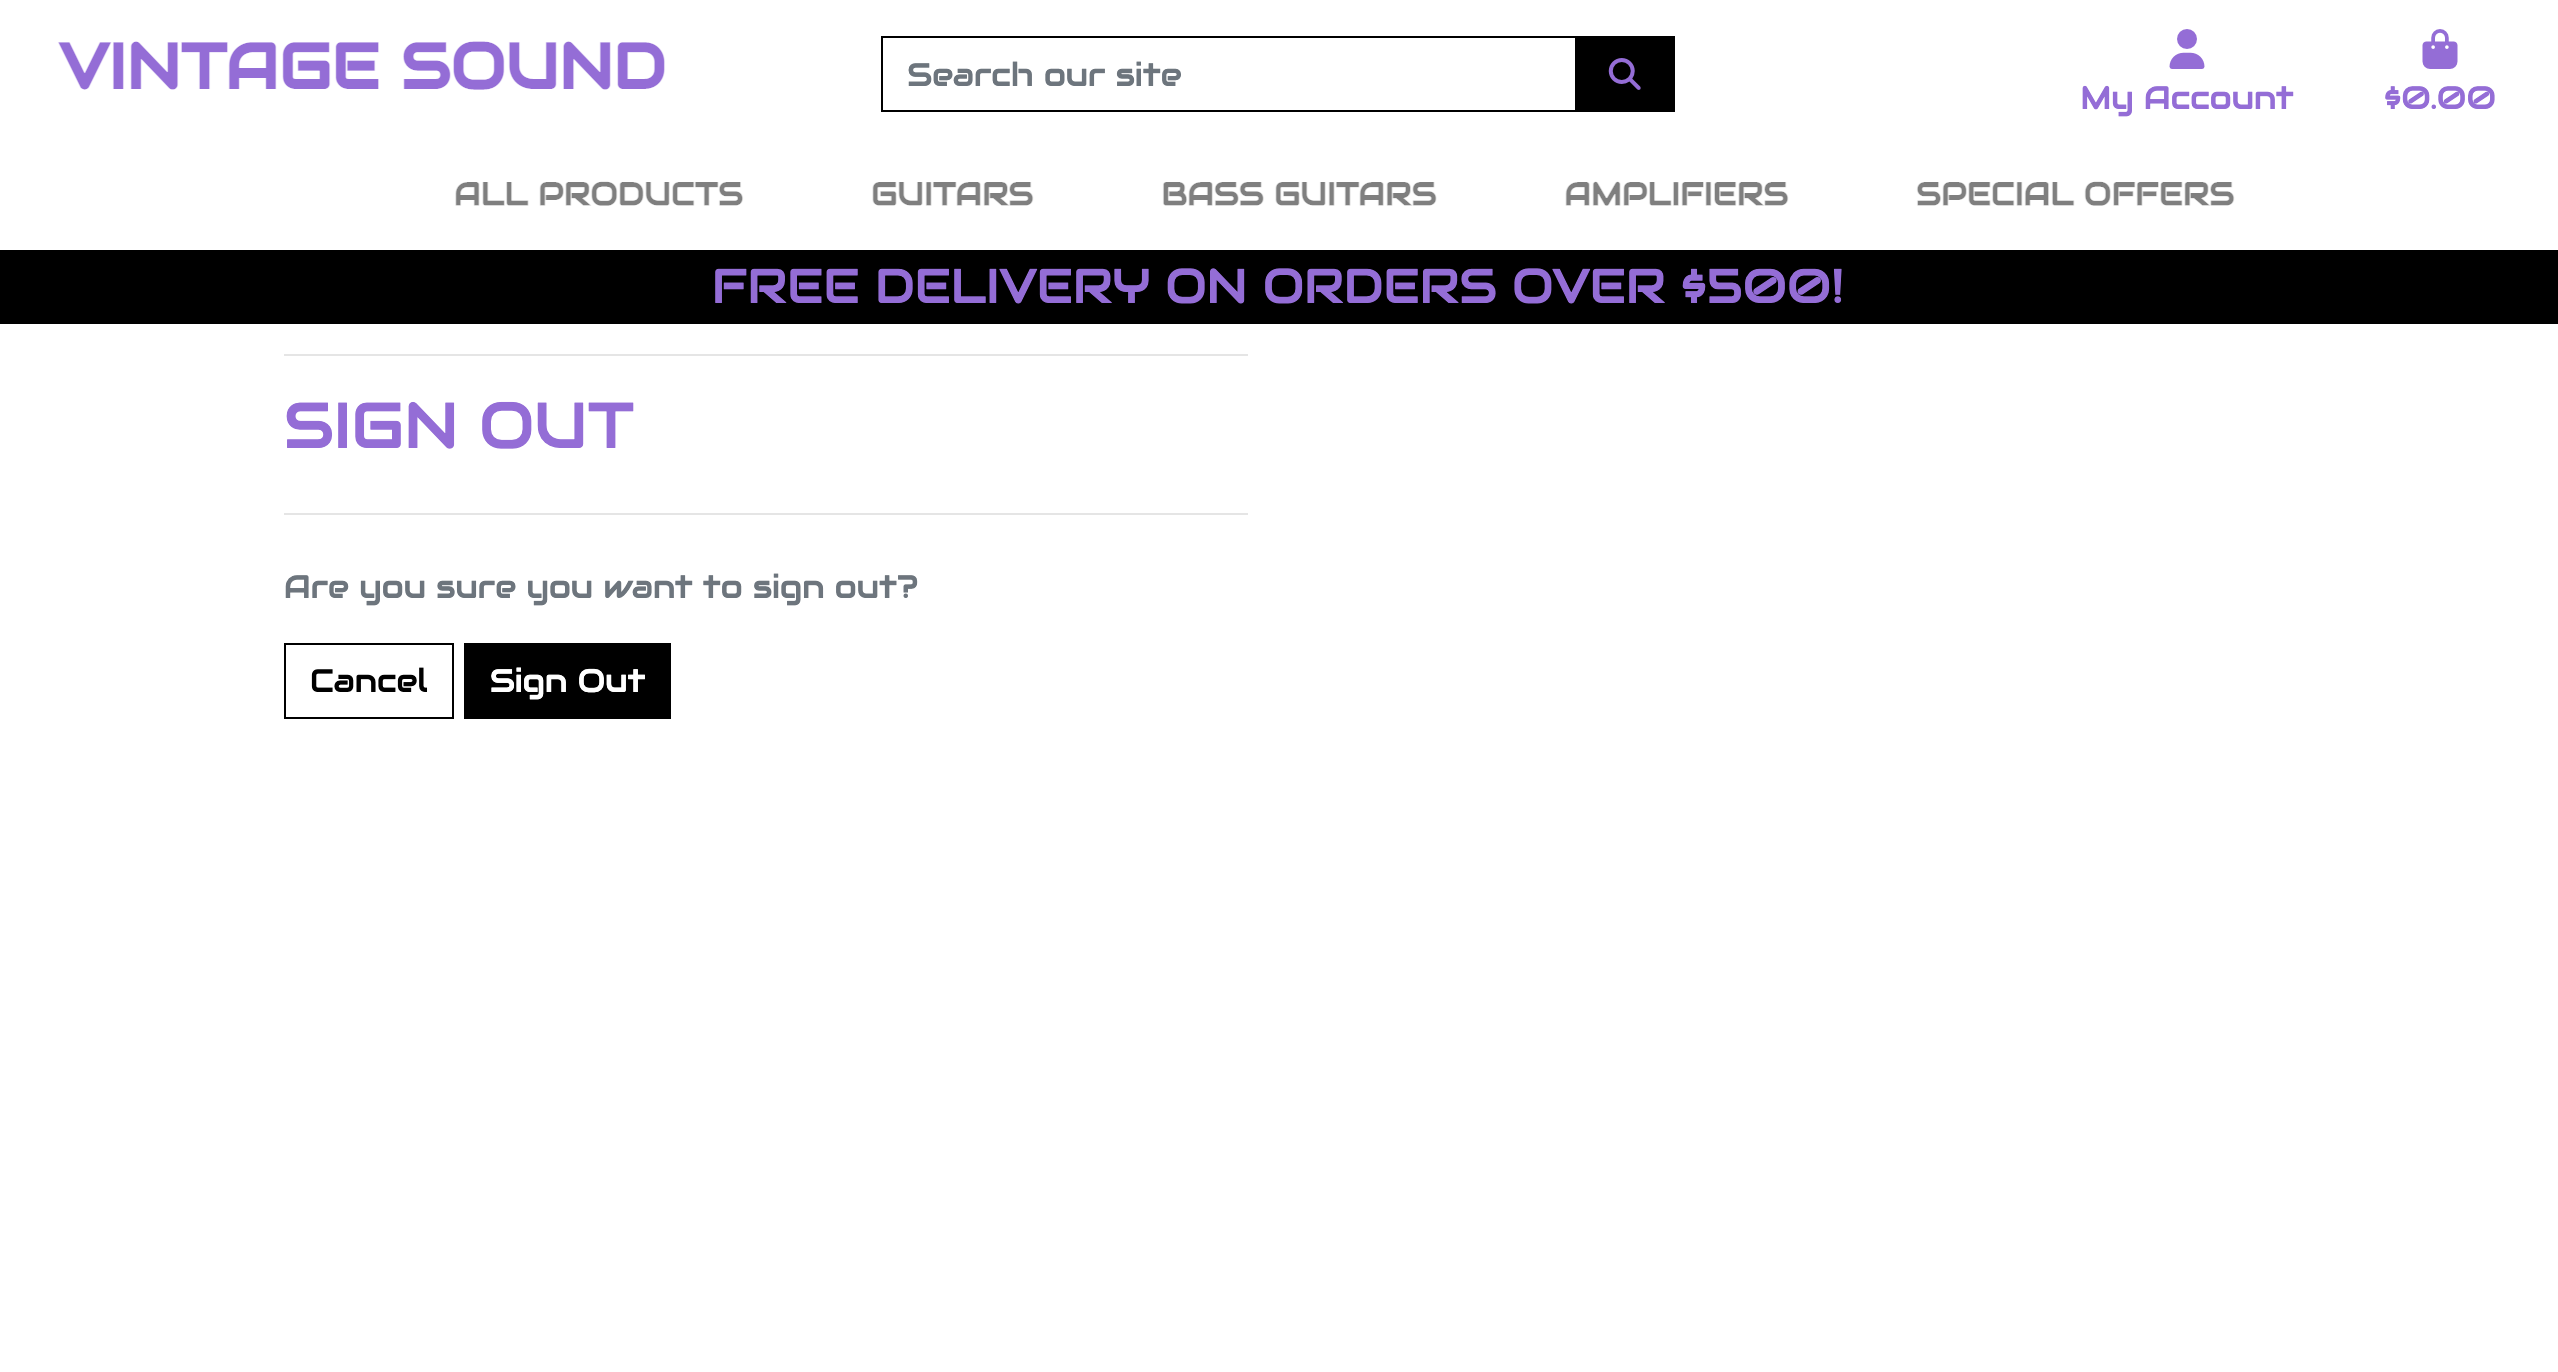 VINTAGE SOUND
Search our site
My Account
$0.00
ALL PRODUCTS
GUITARS
BASS GUITARS
AMPLIFIERS
SPECIAL OFFERS
FREE DELIVERY ON ORDERS OVER $500!
SIGN OUT
Are you sure you want to sign out?
Cancel
Sign Out